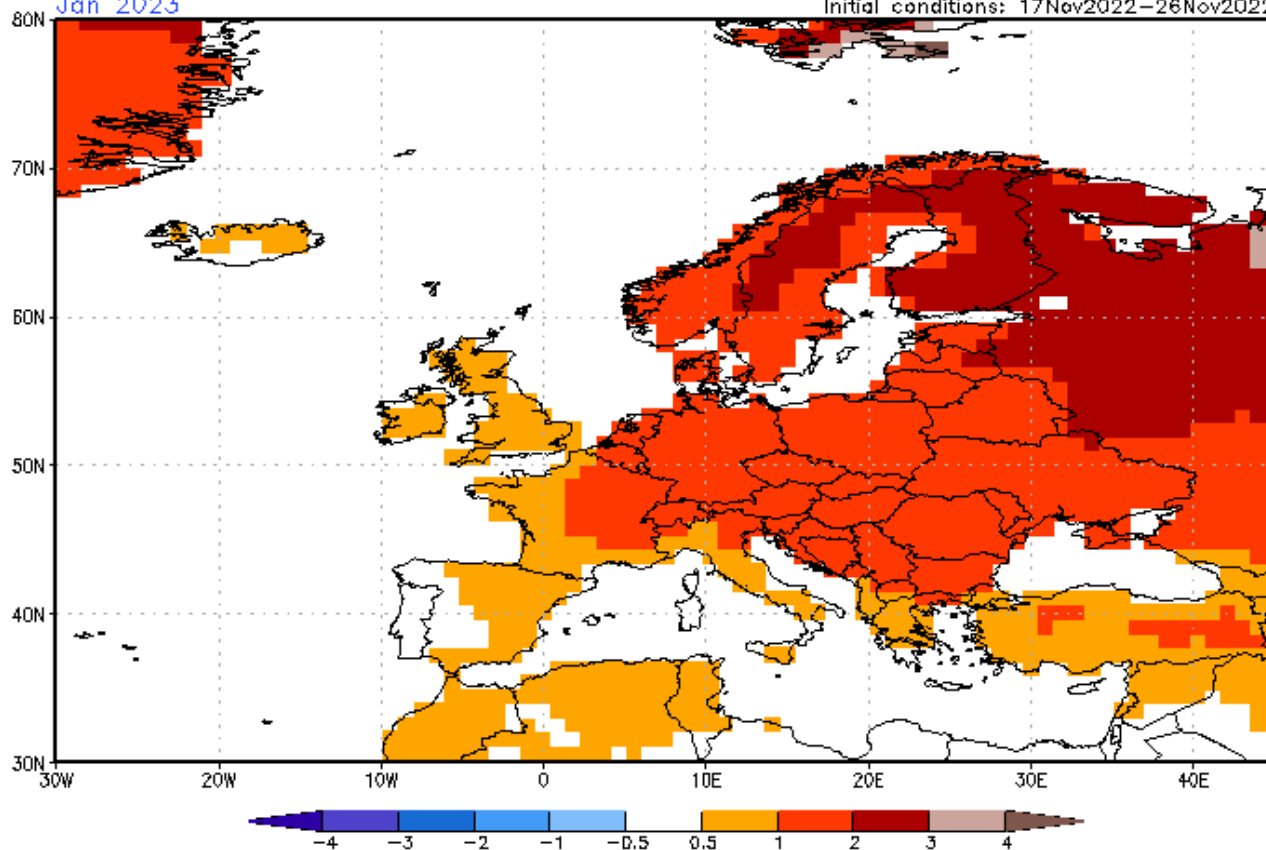 Jan 2023
Initial conditions: 17Nov2022-26Nov2022
80N
70N
60N
50N
40N
30N
30W 20W 10W 0 10E 20E 30E 40E
-4 -3 -2 -1 -0.5 0.5 1 2 3 4